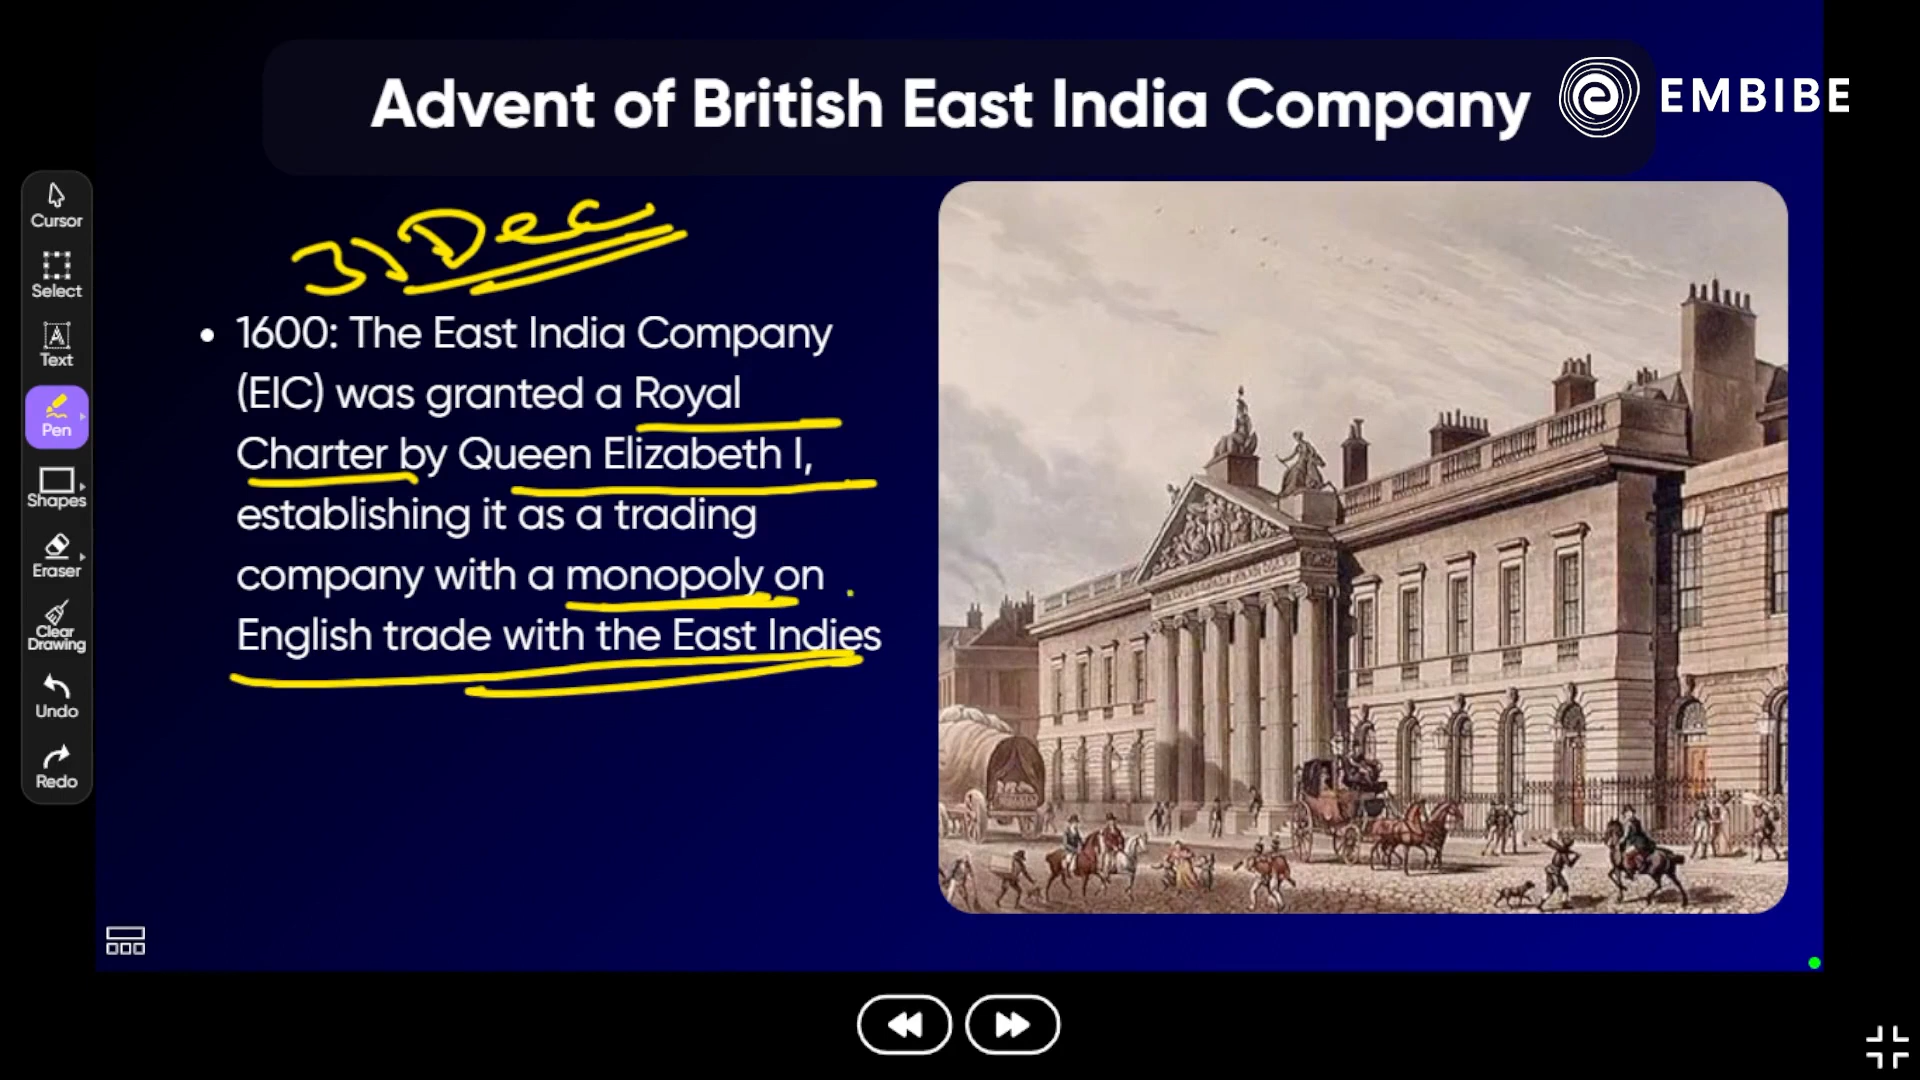 Advent of British East India Company
EMBIBE
31 Dec
• 1600: The East India Company
(EIC) was granted a Royal
Charter by Queen Elizabeth I,
establishing it as a trading
company with a monopoly on
English trade with the East Indies
Cursor
Select
Text
Pen
Shapes
Eraser
Clear
Drawing
Undo
Redo